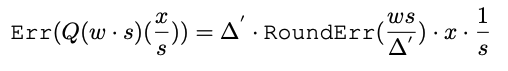 Err(Q(w · s)(x/s)) = Δ′ · RoundErr(ws/Δ′) · x · 1/s